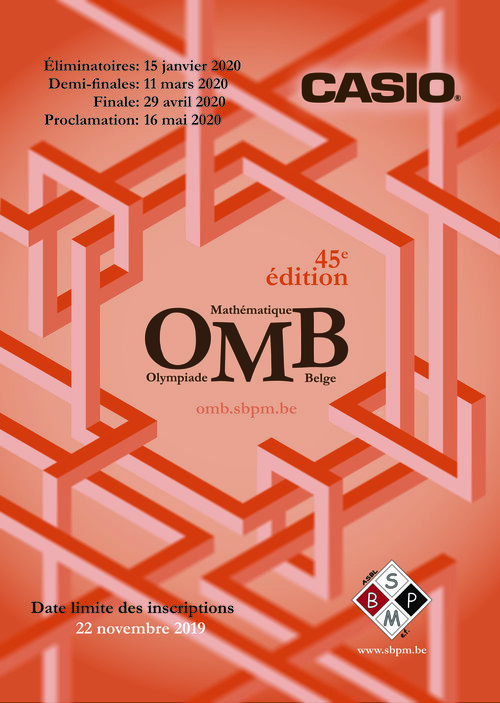 Éliminatoires: 15 janvier 2020
Demi-finales: 11 mars 2020
Finale: 29 avril 2020
Proclamation: 16 mai 2020
CASIO®
45e
édition
Mathématique
OMB
Olympiade Belge
omb.sbpm.be
Date limite des inscriptions
22 novembre 2019
ASBL
S
B P
M
e.f.
www.sbpm.be